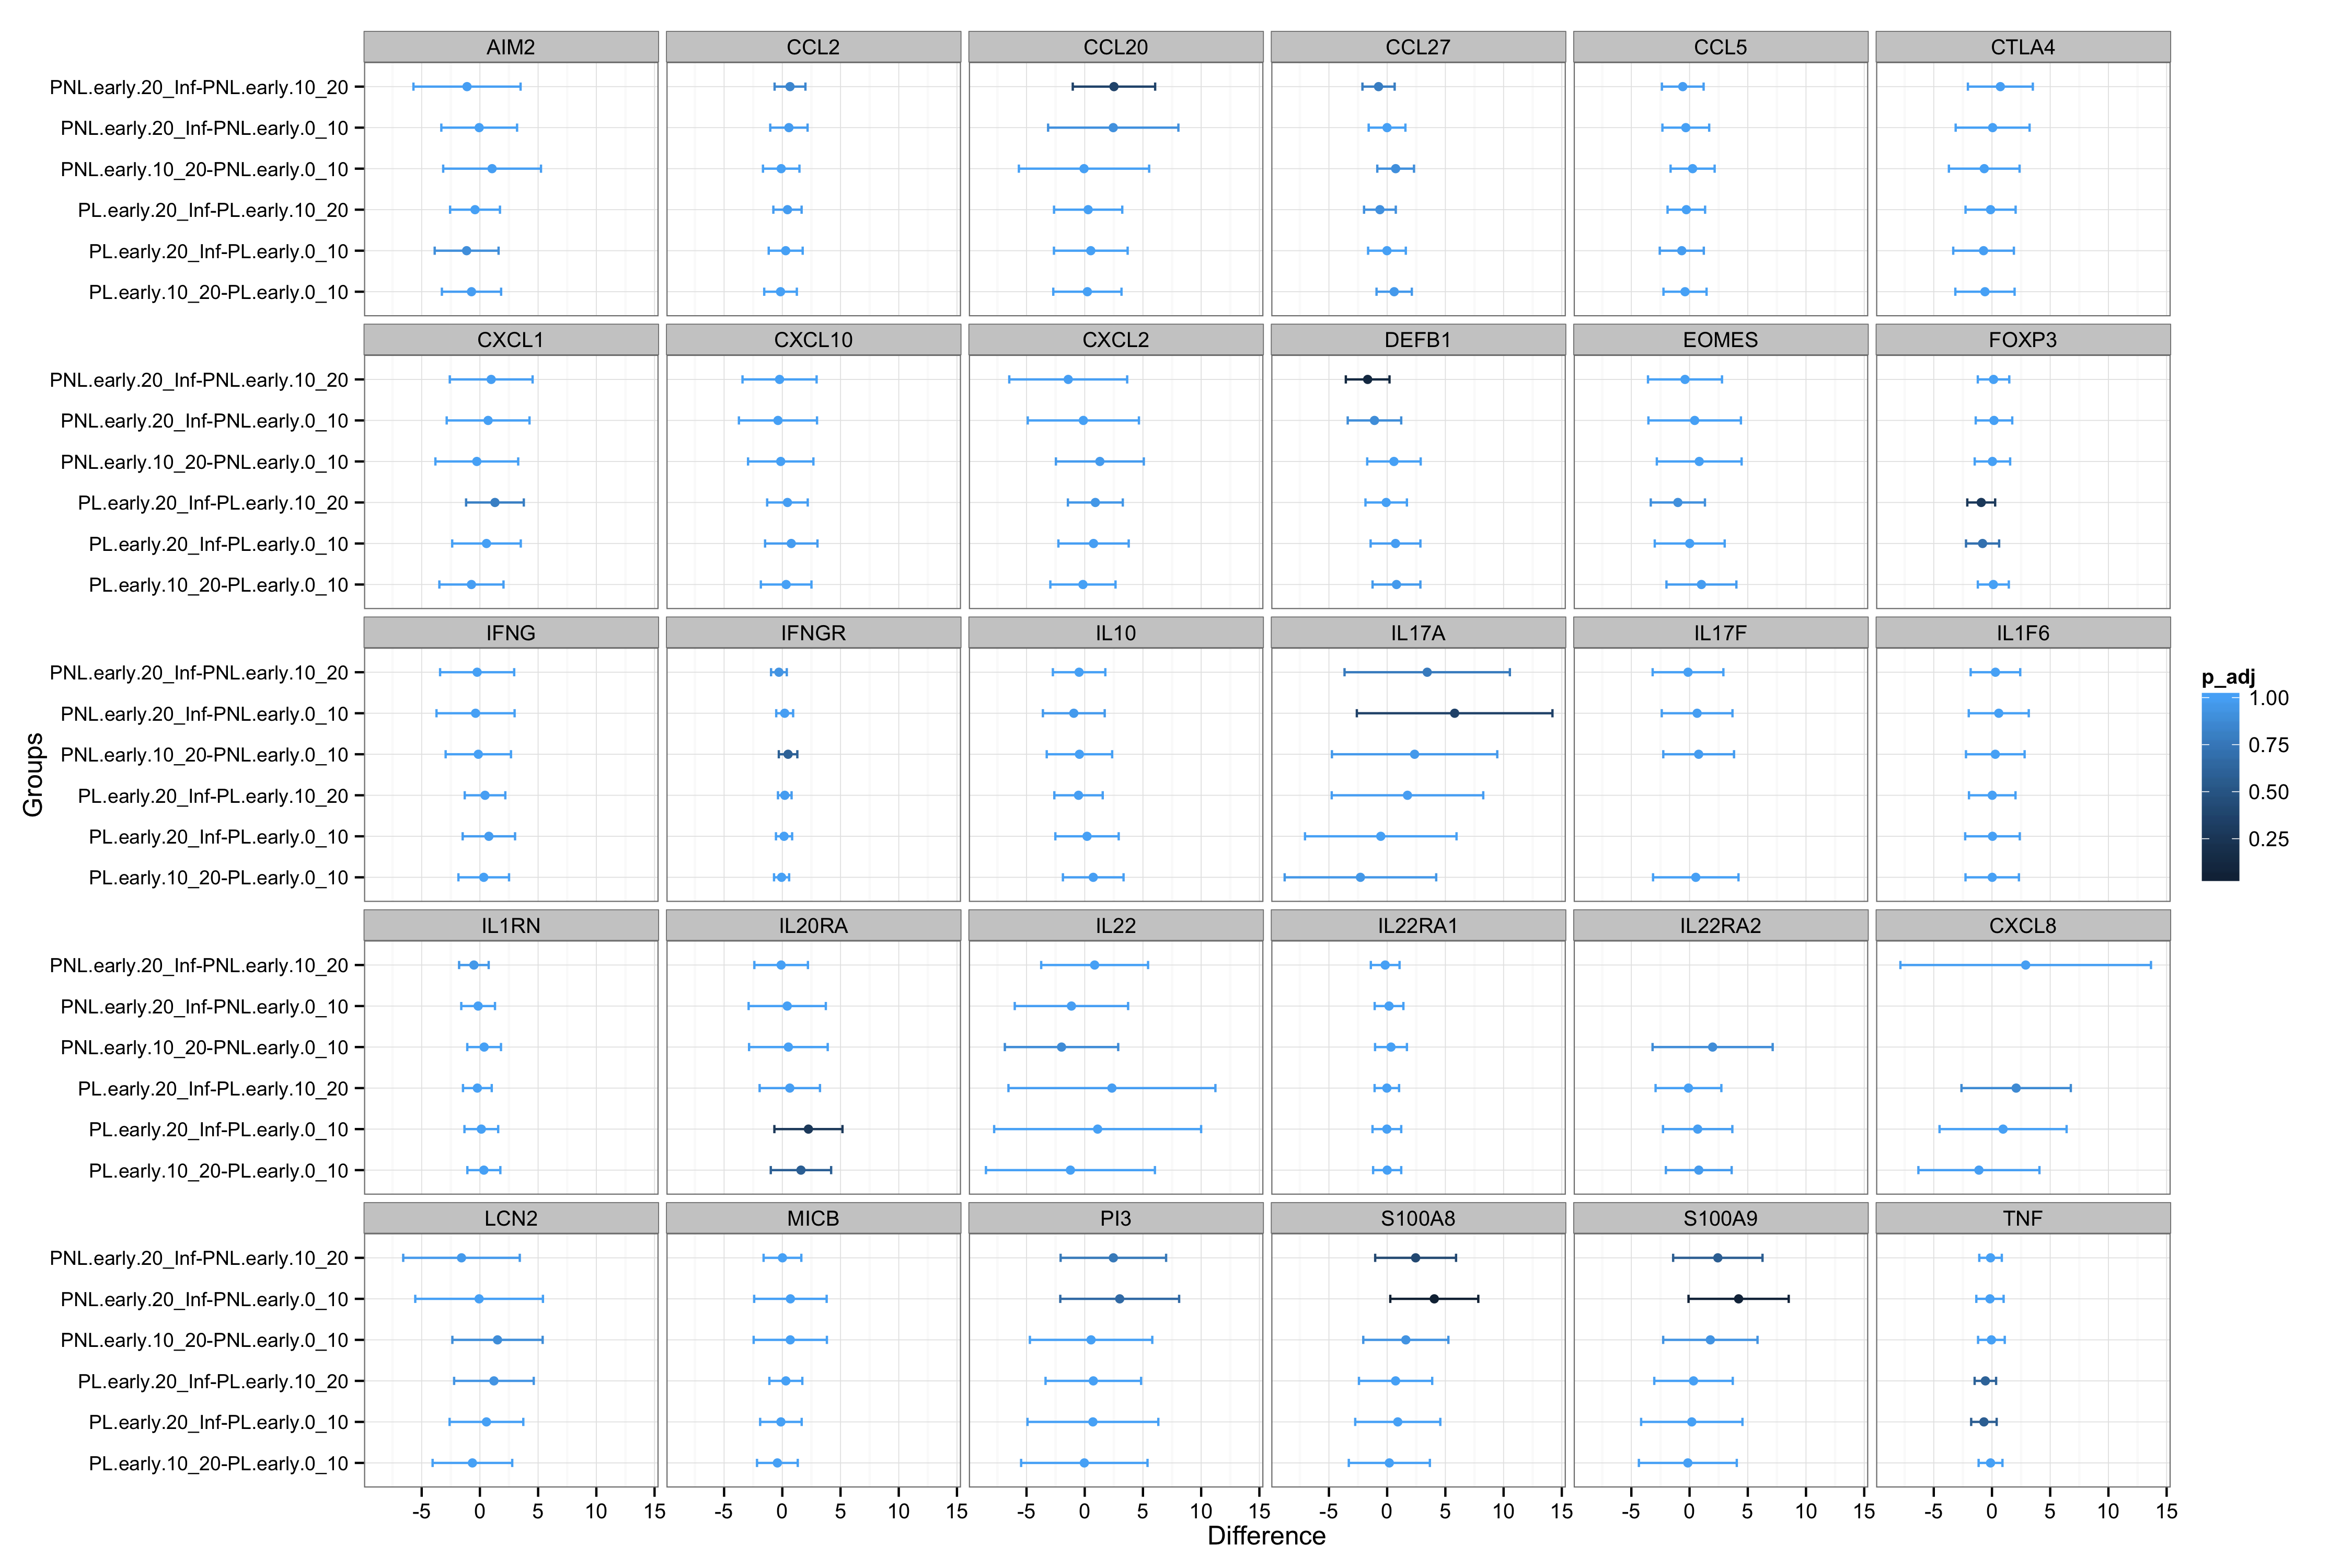 AIM2 CCL2 CCL20 CCL27 CCL5 CTLA4
PNL.early.20_Inf-PNL.early.10_20
PNL.early.20_Inf-PNL.early.0_10
PNL.early.10_20-PNL.early.0_10
PL.early.20_Inf-PL.early.10_20
PL.early.20_Inf-PL.early.0_10
PL.early.10_20-PL.early.0_10
CXCL1 CXCL10 CXCL2 DEFB1 EOMES FOXP3
PNL.early.20_Inf-PNL.early.10_20
PNL.early.20_Inf-PNL.early.0_10
PNL.early.10_20-PNL.early.0_10
PL.early.20_Inf-PL.early.10_20
PL.early.20_Inf-PL.early.0_10
PL.early.10_20-PL.early.0_10
IFNG IFNGR IL10 IL17A IL17F IL1F6
PNL.early.20_Inf-PNL.early.10_20
PNL.early.20_Inf-PNL.early.0_10
PNL.early.10_20-PNL.early.0_10
PL.early.20_Inf-PL.early.10_20
PL.early.20_Inf-PL.early.0_10
PL.early.10_20-PL.early.0_10
Groups
p_adj
1.00
0.75
0.50
0.25
IL1RN IL20RA IL22 IL22RA1 IL22RA2 CXCL8
PNL.early.20_Inf-PNL.early.10_20
PNL.early.20_Inf-PNL.early.0_10
PNL.early.10_20-PNL.early.0_10
PL.early.20_Inf-PL.early.10_20
PL.early.20_Inf-PL.early.0_10
PL.early.10_20-PL.early.0_10
LCN2 MICB PI3 S100A8 S100A9 TNF
PNL.early.20_Inf-PNL.early.10_20
PNL.early.20_Inf-PNL.early.0_10
PNL.early.10_20-PNL.early.0_10
PL.early.20_Inf-PL.early.10_20
PL.early.20_Inf-PL.early.0_10
PL.early.10_20-PL.early.0_10
-5 0 5 10 15 -5 0 5 10 15 -5 0 5 10 15 -5 0 5 10 15 -5 0 5 10 15 -5 0 5 10 15
Difference